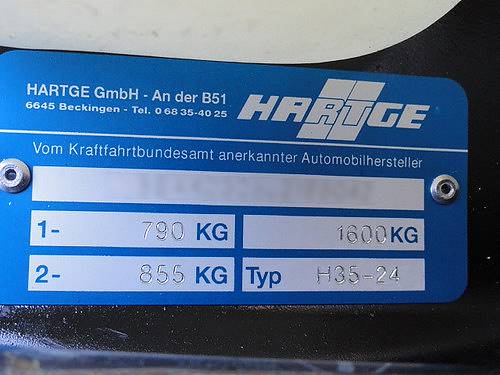 HARTGE GmbH - An der B51
6645 Beckingen - Tel. 0 68 35-40 25
HARTGE
Vom Kraftfahrtbundesamt anerkannter Automobilhersteller
1- 790 KG
1600 KG
2- 855 KG
Typ H35-24